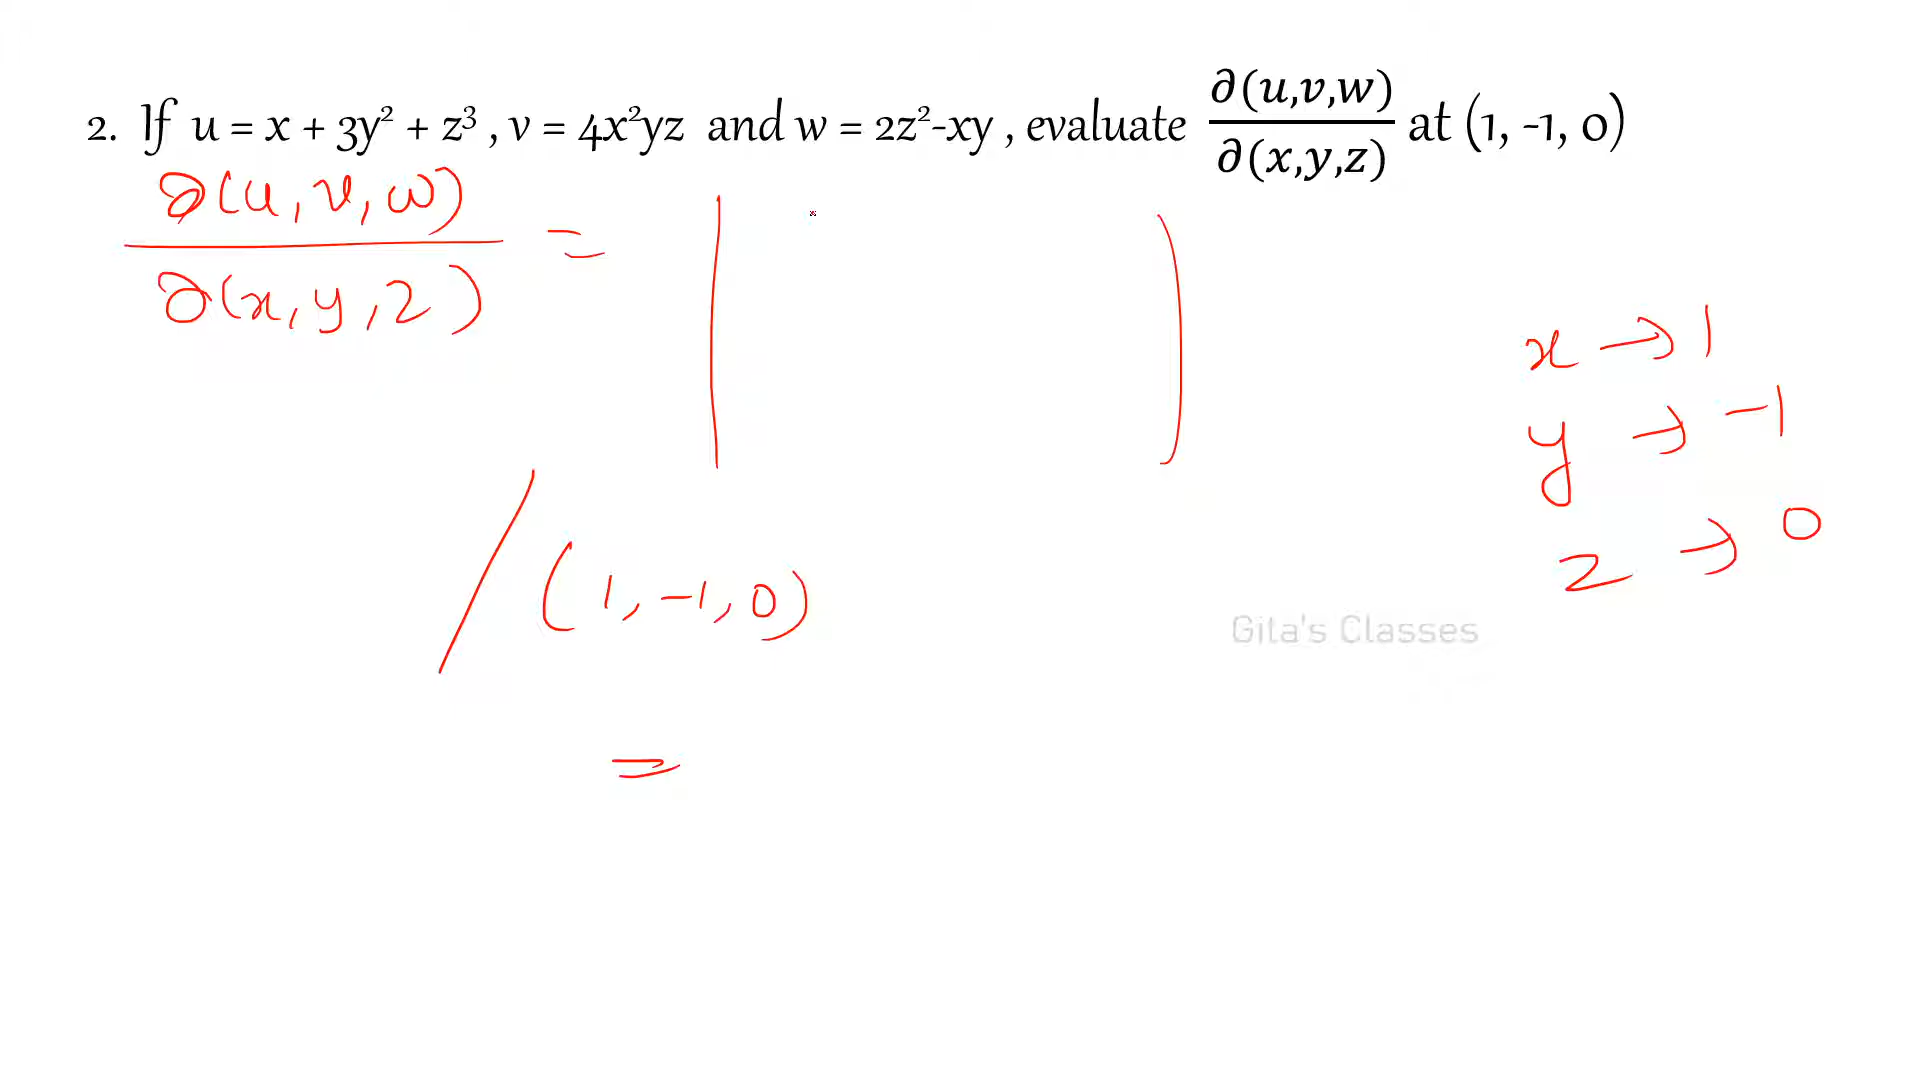 2. If u = x + 3y² + z³ , v = 4x²yz and w = 2z²-xy , evaluate ∂(u,v,w)/∂(x,y,z) at (1, -1, 0)
∂(u,v,w)/∂(x,y,z) =
x → 1
y → -1
z → 0
/ (1, -1, 0)
Gita's Classes
=